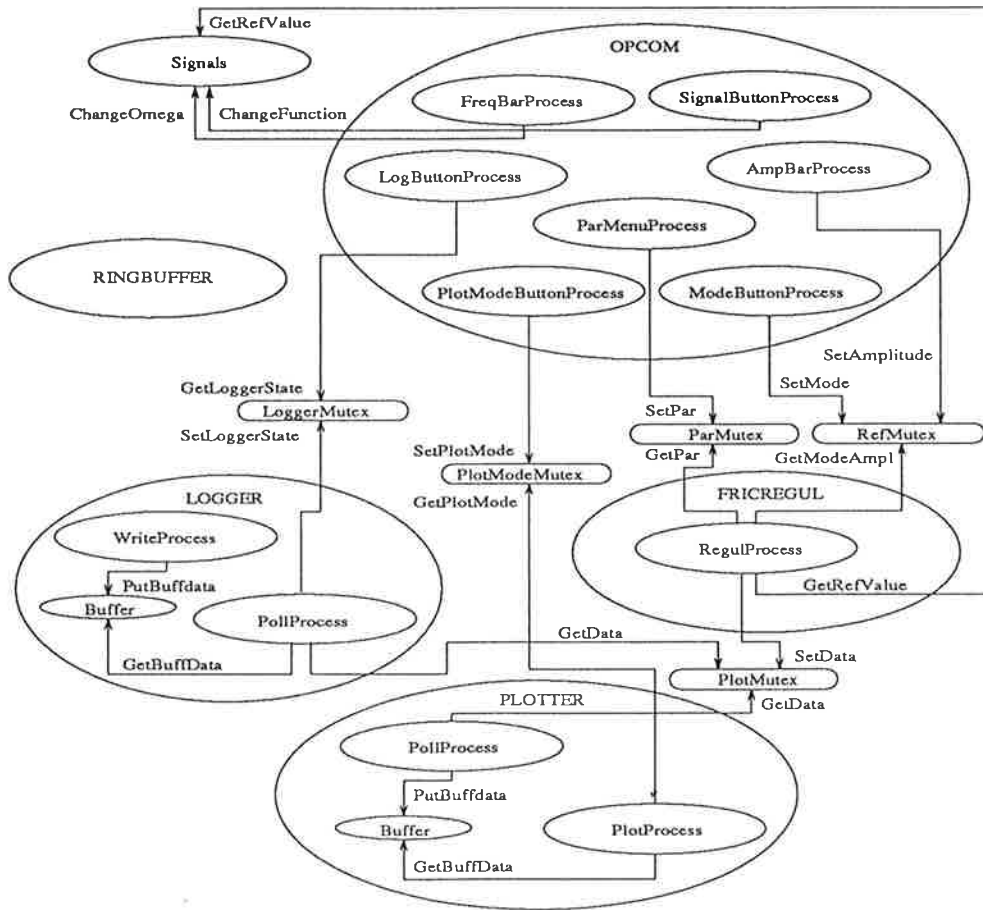 GetRefValue
Signals
OPCOM
FreqBarProcess
SignalButtonProcess
ChangeOmega
ChangeFunction
LogButtonProcess
AmpBarProcess
ParMenuProcess
RINGBUFFER
PlotModeButtonProcess
ModeButtonProcess
SetAmplitude
GetLoggerState
SetMode
LoggerMutex
SetPar
SetLoggerState
ParMutex
RefMutex
SetPlotMode
GetPar
GetModeAmpl
PlotModeMutex
LOGGER
GetPlotMode
FRICREGUL
WriteProcess
RegulProcess
PutBuffdata
GetRefValue
Buffer
PollProcess
GetData
GetBuffData
SetData
PlotMutex
PLOTTER
GetData
PollProcess
PutBuffdata
Buffer
PlotProcess
GetBuffData